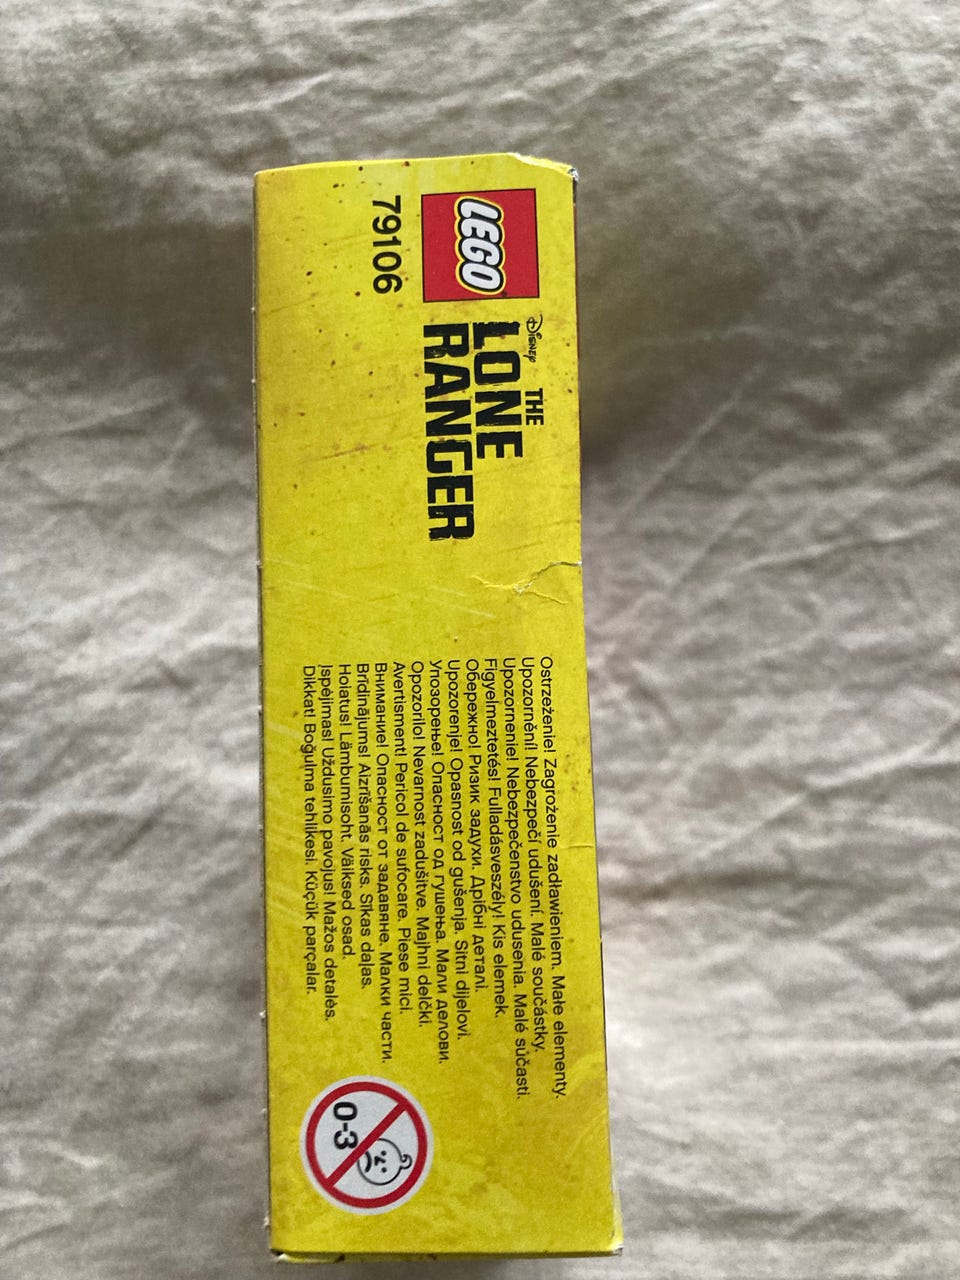 LEGO
79106
Disney
THE
LONE
RANGER
Ostrzeżenie! Zagrożenie zadławieniem. Małe elementy.
Upozornění! Nebezpečí udušení. Malé součástky.
Upozornenie! Nebezpečenstvo udusenia. Malé súčasti.
Figyelmeztetés! Fulladásveszély! Kis elemek.
Обережно! Ризик задухи. Дрібні деталі.
Upozorenje! Opasnost od gušenja. Sitni dijelovi.
Упозорење! Опасност од гушења. Мали делови.
Opozorilo! Nevarnost zadušitve. Majhni delčki.
Avertisment! Pericol de sufocare. Piese mici.
Внимание! Опасност от задавяне. Малки части.
Brīdinājums! Aizrīšanās risks. Sīkas daļas.
Hoiatus! Lämbumisoht. Väiksed osad.
Įspėjimas! Uždusimo pavojus! Mažos detalės.
Dikkat! Boğulma tehlikesi. Küçük parçalar.
0-3